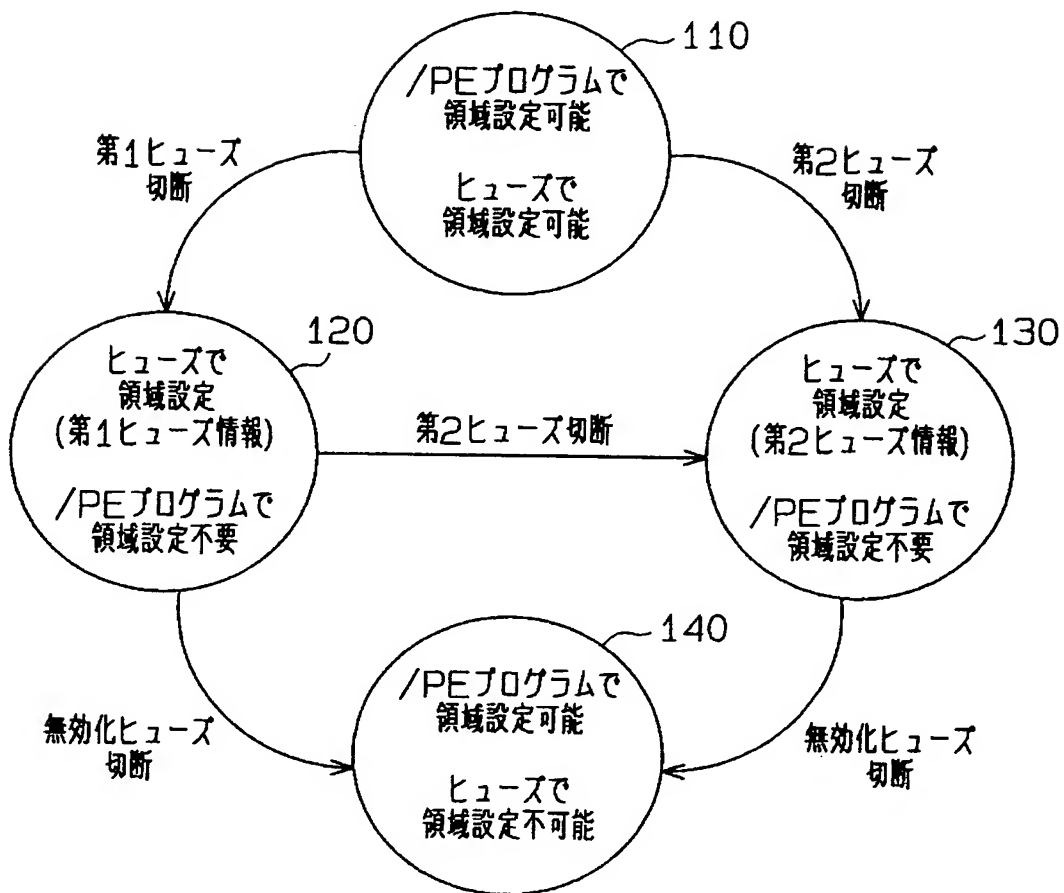 110
/PEプログラムで
領域設定可能
ヒューズで
領域設定可能
第1ヒューズ
切断
第2ヒューズ
切断
120
ヒューズで
領域設定
(第1ヒューズ情報)
/PEプログラムで
領域設定不要
第2ヒューズ切断
130
ヒューズで
領域設定
(第2ヒューズ情報)
/PEプログラムで
領域設定不要
140
/PEプログラムで
領域設定可能
ヒューズで
領域設定不可能
無効化ヒューズ
切断
無効化ヒューズ
切断